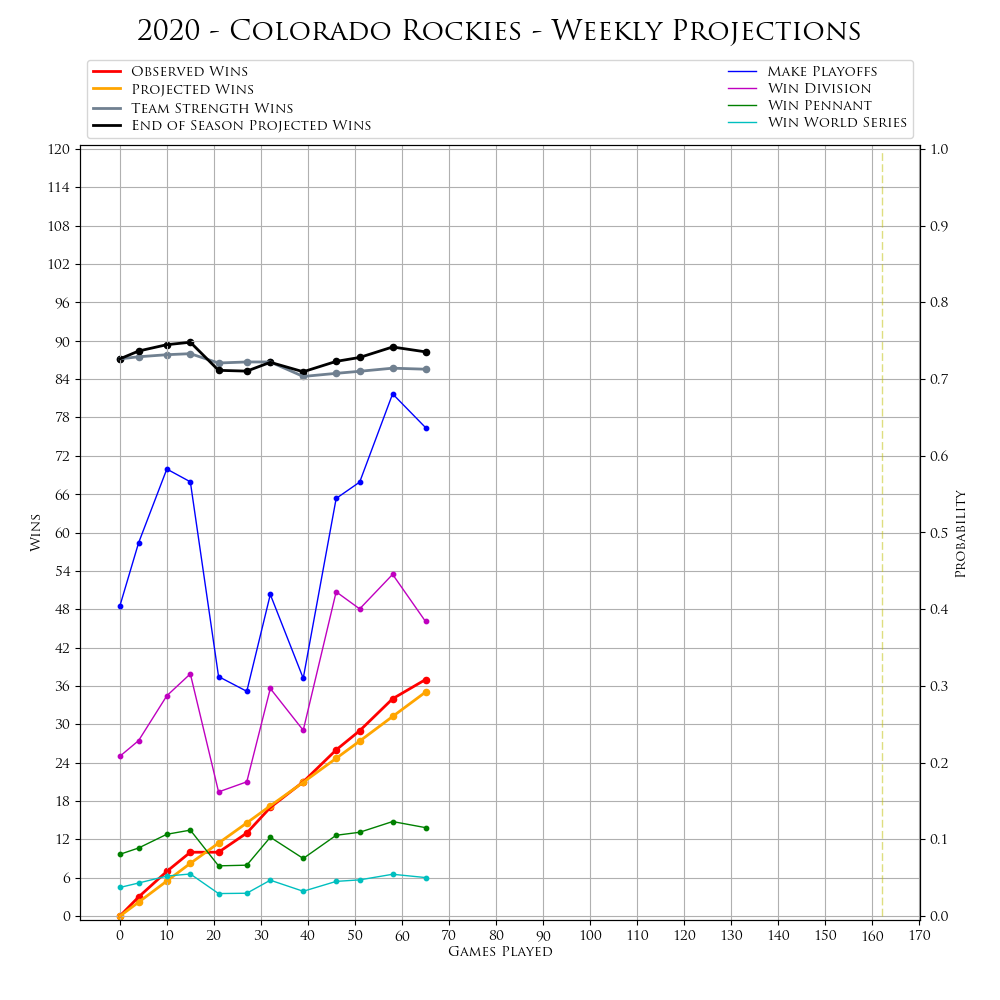 2020 - Colorado Rockies - Weekly Projections
Observed Wins
Projected Wins
Team Strength Wins
End of Season Projected Wins
Make Playoffs
Win Division
Win Pennant
Win World Series
120
114
108
102
96
90
84
78
72
66
60
54
48
42
36
30
24
18
12
6
0
Wins
1.0
0.9
0.8
0.7
0.6
0.5
0.4
0.3
0.2
0.1
0.0
Probability
0 10 20 30 40 50 60 70 80 90 100 110 120 130 140 150 160 170
Games Played